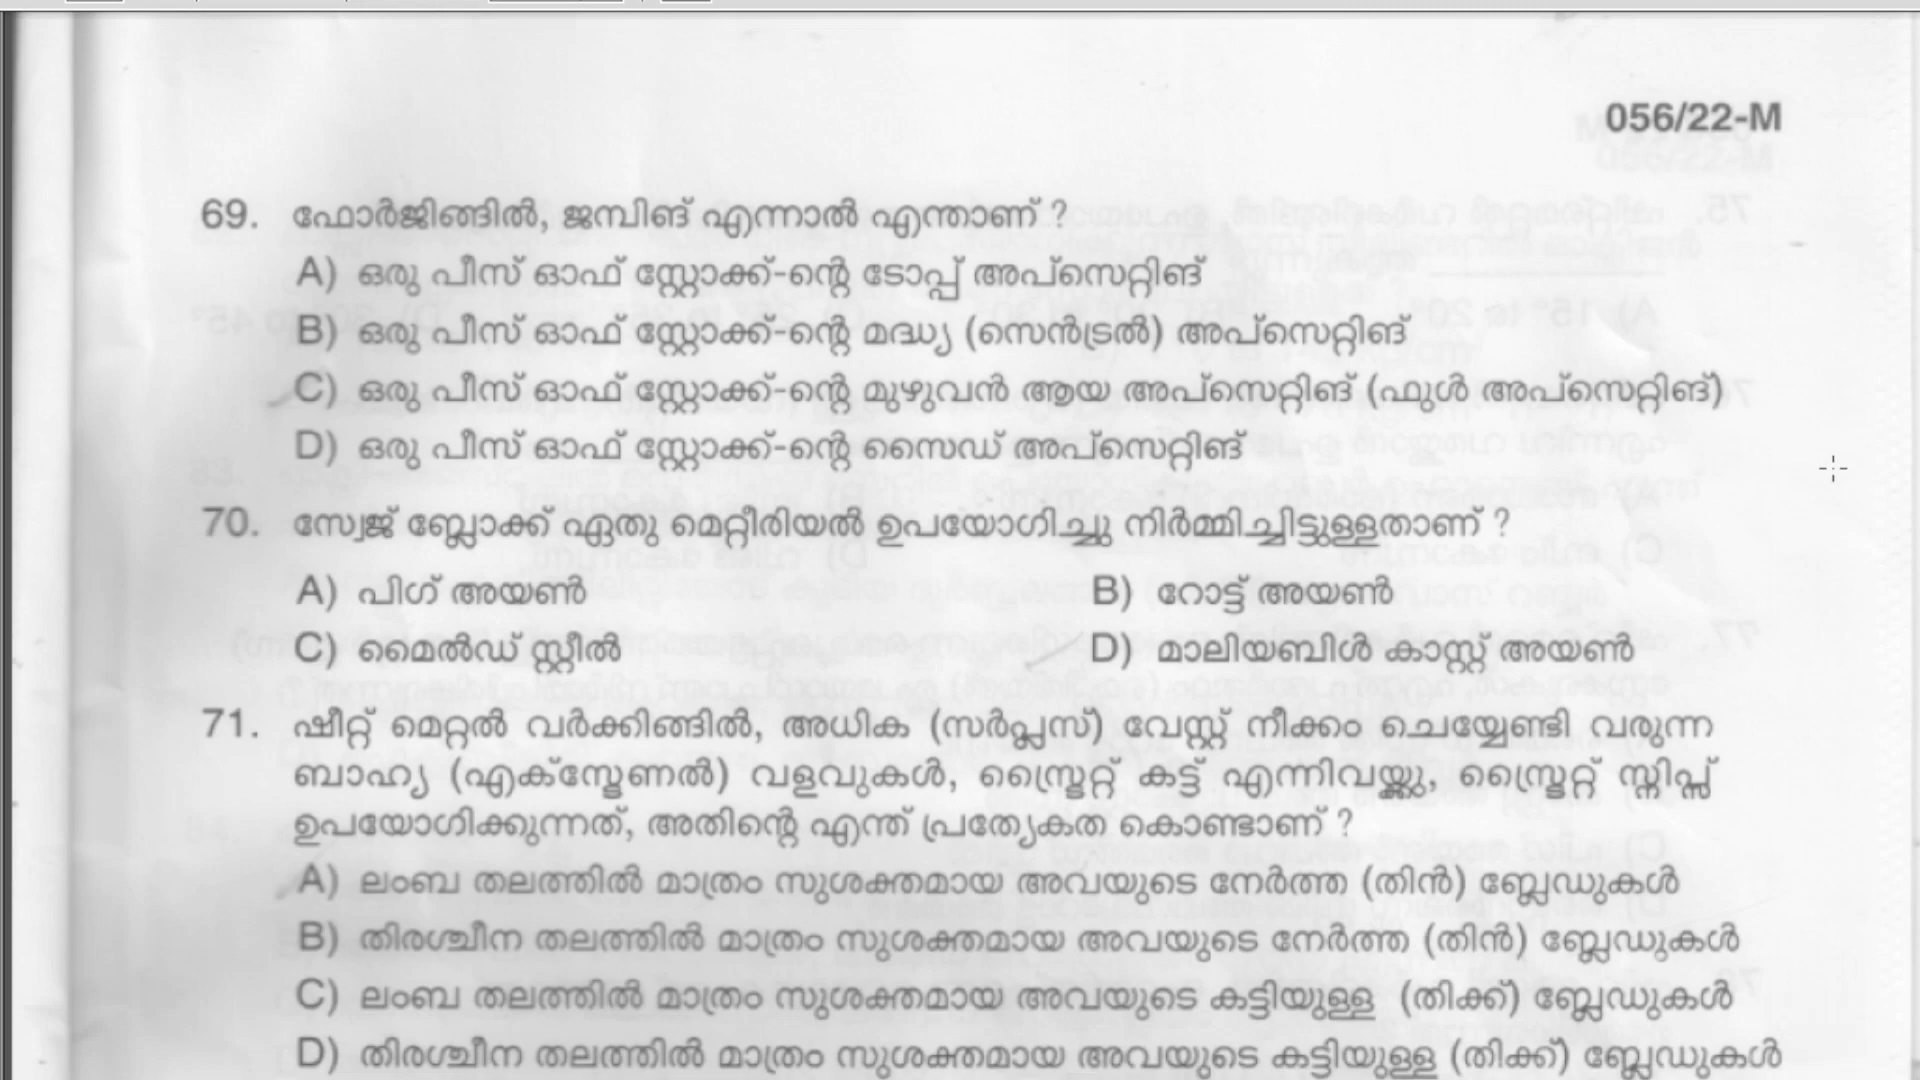 056/22-M
69. ഫോർജിങ്ങിൽ, ജമ്പിങ് എന്നാൽ എന്താണ് ?
A) ഒരു പീസ് ഓഫ് സ്റ്റോക്ക്-ന്റെ ടോപ്പ് അപ്സെറ്റിങ്
B) ഒരു പീസ് ഓഫ് സ്റ്റോക്ക്-ന്റെ മദ്ധ്യ (സെൻട്രൽ) അപ്സെറ്റിങ്
C) ഒരു പീസ് ഓഫ് സ്റ്റോക്ക്-ന്റെ മുഴുവൻ ആയ അപ്സെറ്റിങ് (ഫുൾ അപ്സെറ്റിങ്)
D) ഒരു പീസ് ഓഫ് സ്റ്റോക്ക്-ന്റെ സൈഡ് അപ്സെറ്റിങ്
70. സ്വേജ് ബ്ലോക്ക് ഏതു മെറ്റീരിയൽ ഉപയോഗിച്ചു നിർമ്മിച്ചിട്ടുള്ളതാണ് ?
A) പിഗ് അയൺ B) റോട്ട് അയൺ
C) മൈൽഡ് സ്റ്റീൽ D) മാലിയബിൾ കാസ്റ്റ് അയൺ
71. ഷീറ്റ് മെറ്റൽ വർക്കിങ്ങിൽ, അധിക (സർപ്ലസ്) വേസ്റ്റ് നീക്കം ചെയ്യേണ്ടി വരുന്ന
ബാഹ്യ (എക്സ്റ്റേണൽ) വളവുകൾ, സ്ട്രൈറ്റ് കട്ട് എന്നിവയ്ക്കു, സ്ട്രൈറ്റ് സ്നിപ്സ്
ഉപയോഗിക്കുന്നത്, അതിന്റെ എന്ത് പ്രത്യേകത കൊണ്ടാണ് ?
A) ലംബ തലത്തിൽ മാത്രം സുശക്തമായ അവയുടെ നേർത്ത (തിൻ) ബ്ലേഡുകൾ
B) തിരശ്ചീന തലത്തിൽ മാത്രം സുശക്തമായ അവയുടെ നേർത്ത (തിൻ) ബ്ലേഡുകൾ
C) ലംബ തലത്തിൽ മാത്രം സുശക്തമായ അവയുടെ കട്ടിയുള്ള (തിക്ക്) ബ്ലേഡുകൾ
D) തിരശ്ചീന തലത്തിൽ മാത്രം സുശക്തമായ അവയുടെ കട്ടിയുള്ള (തിക്ക്) ബ്ലേഡുകൾ